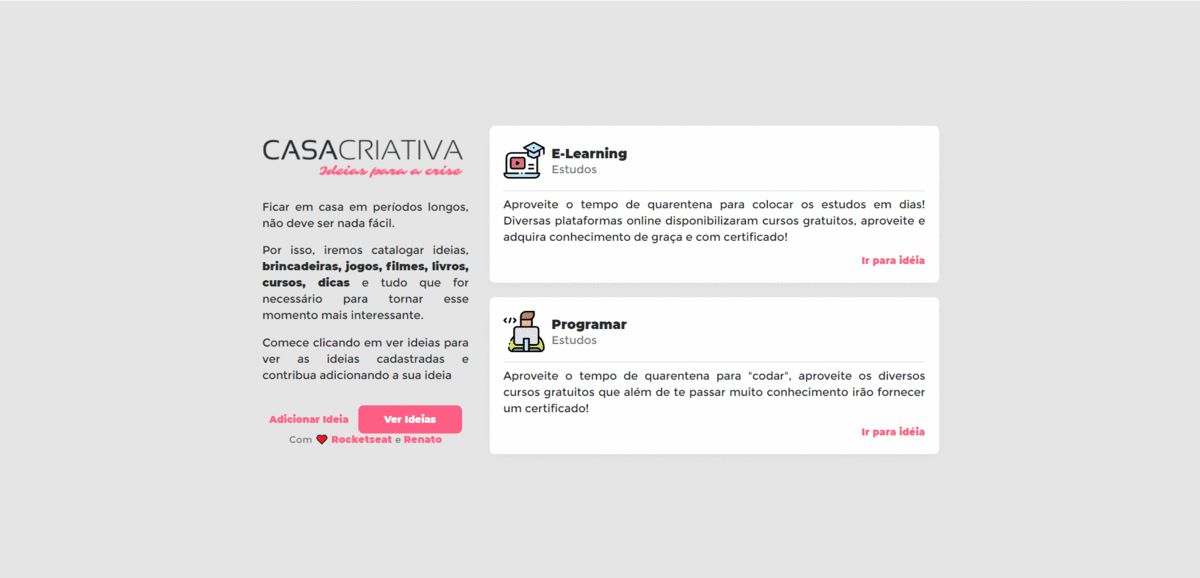 CASACRIATIVA
Ideias para a crise
Ficar em casa em períodos longos,
não deve ser nada fácil.
Por isso, iremos catalogar ideias,
brincadeiras, jogos, filmes, livros,
cursos, dicas e tudo que for
necessário para tornar esse
momento mais interessante.
Comece clicando em ver ideias para
ver as ideias cadastradas e
contribua adicionando a sua ideia
Adicionar Ideia
Ver Ideias
Com ❤ Rocketseat e Renato
E-Learning
Estudos
Aproveite o tempo de quarentena para colocar os estudos em dias!
Diversas plataformas online disponibilizaram cursos gratuitos, aproveite e
adquira conhecimento de graça e com certificado!
Ir para idéia
</> 
Programar
Estudos
Aproveite o tempo de quarentena para "codar", aproveite os diversos
cursos gratuitos que além de te passar muito conhecimento irão fornecer
um certificado!
Ir para idéia